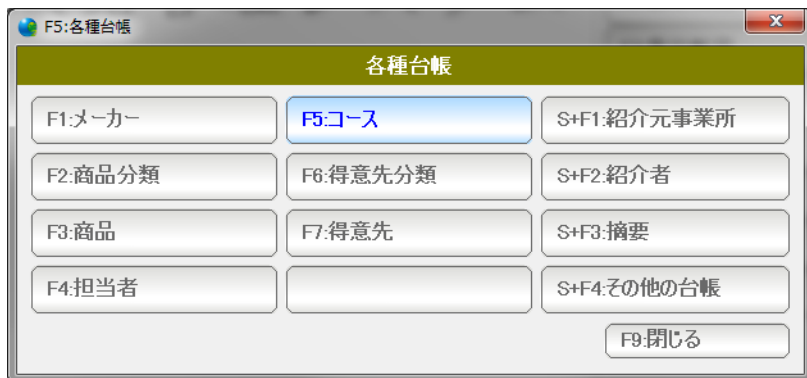 F5:各種台帳
各種台帳
F1:メーカー
F5:コース
S+F1:紹介元事業所
F2:商品分類
F6:得意先分類
S+F2:紹介者
F3:商品
F7:得意先
S+F3:摘要
F4:担当者
S+F4:その他の台帳
F9:閉じる